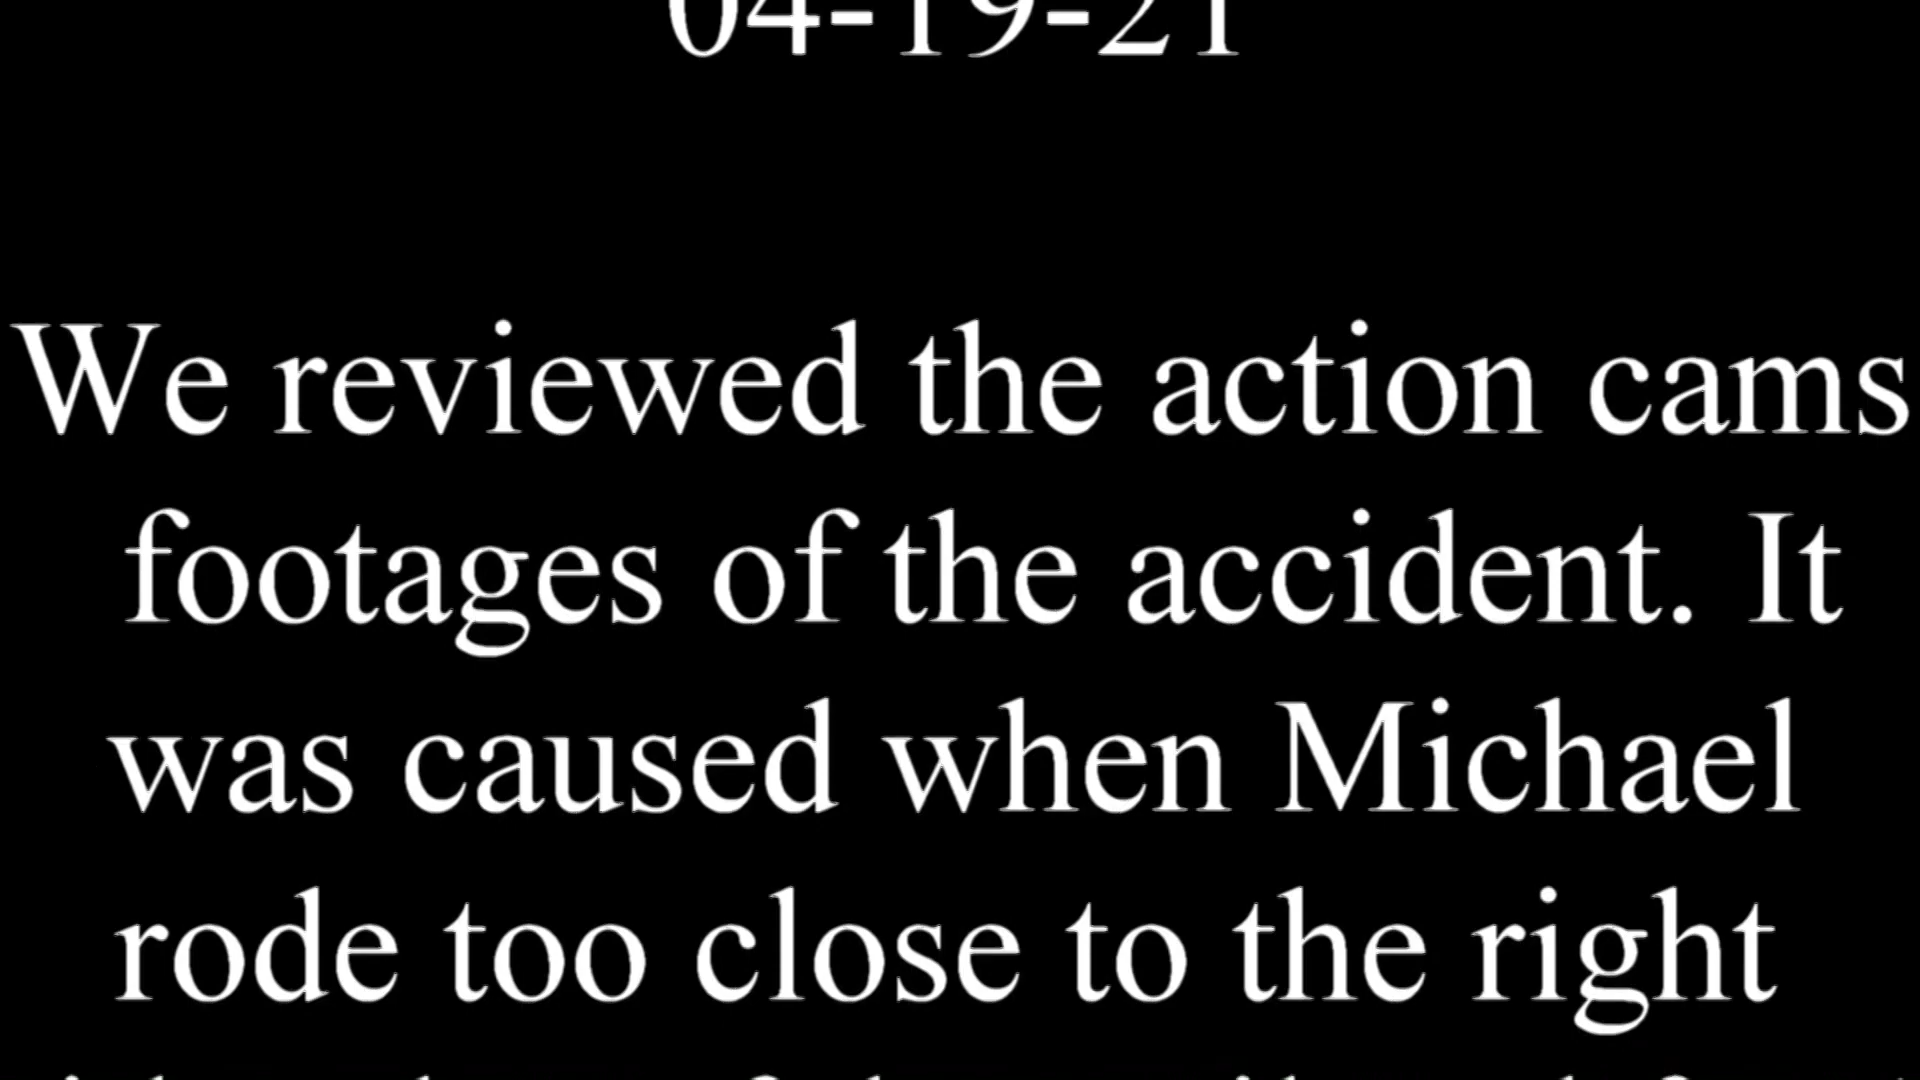 04-19-21
We reviewed the action cams
footages of the accident. It
was caused when Michael
rode too close to the right